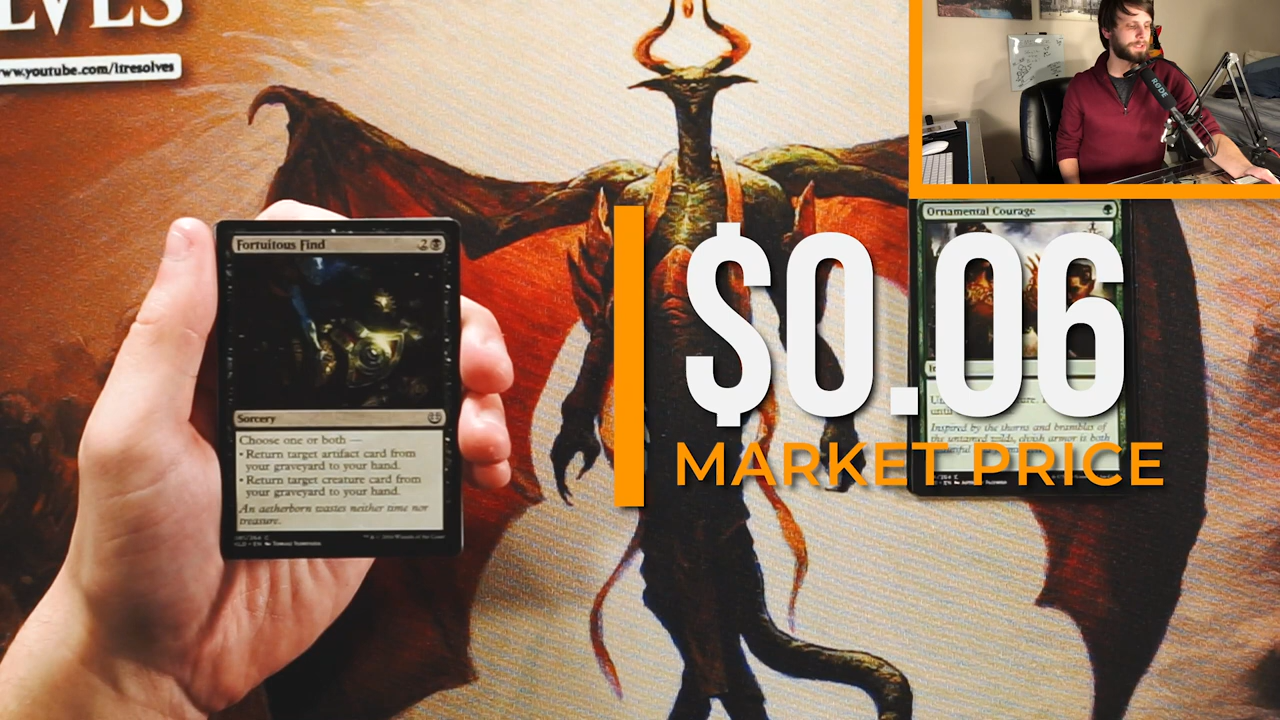 LVES
www.youtube.com/itresolves
RØDE
Fortuitous Find
2
Sorcery
Choose one or both —
• Return target artifact card from
your graveyard to your hand.
• Return target creature card from
your graveyard to your hand.
An aetherborn wastes neither time nor
treasure.
Ornamental Courage
$0.06
Inspired by the thorns and brambles of
the untamed wilds, elvish armor is both
MARKET PRICE